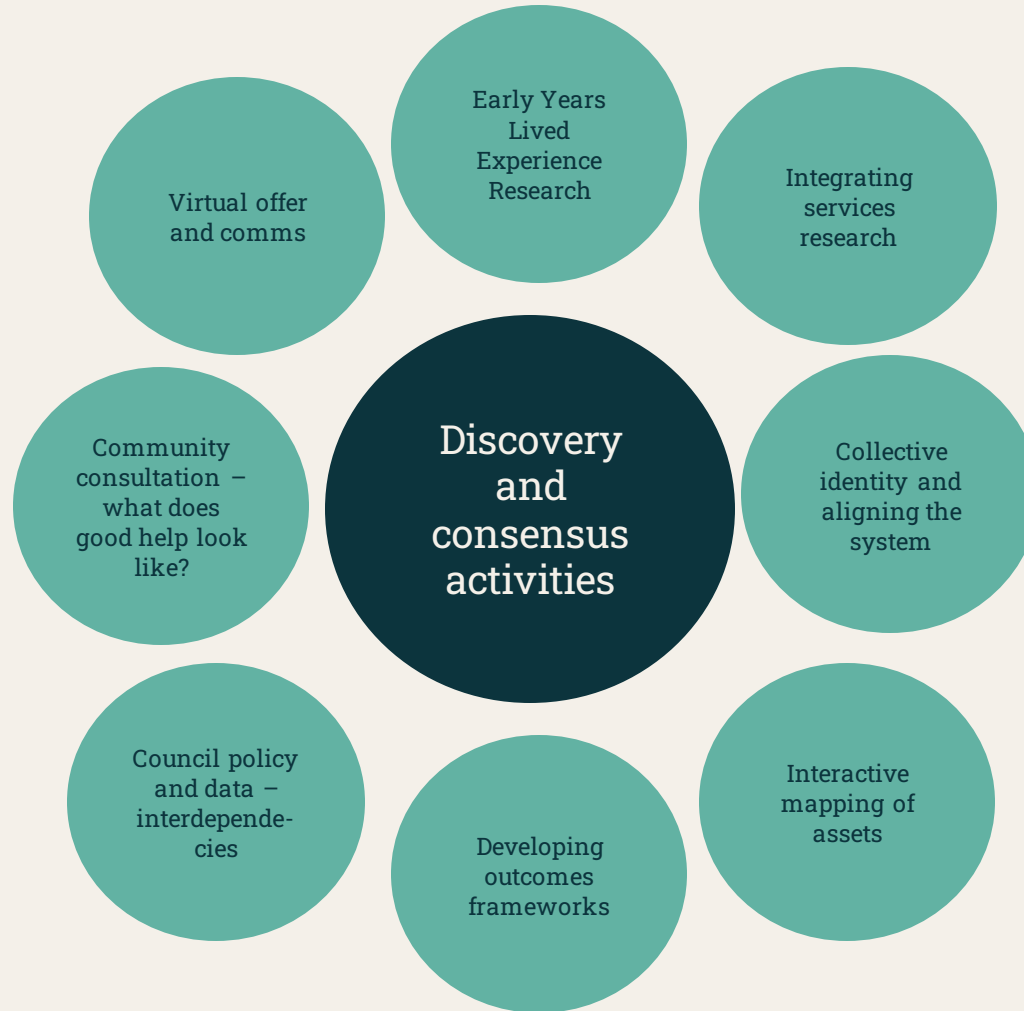 Early Years
Lived
Experience
Research
Integrating
services
research
Virtual offer
and comms
Discovery
and
consensus
activities
Community
consultation –
what does
good help look
like?
Collective
identity and
aligning the
system
Council policy
and data –
interdepende-
cies
Interactive
mapping of
assets
Developing
outcomes
frameworks